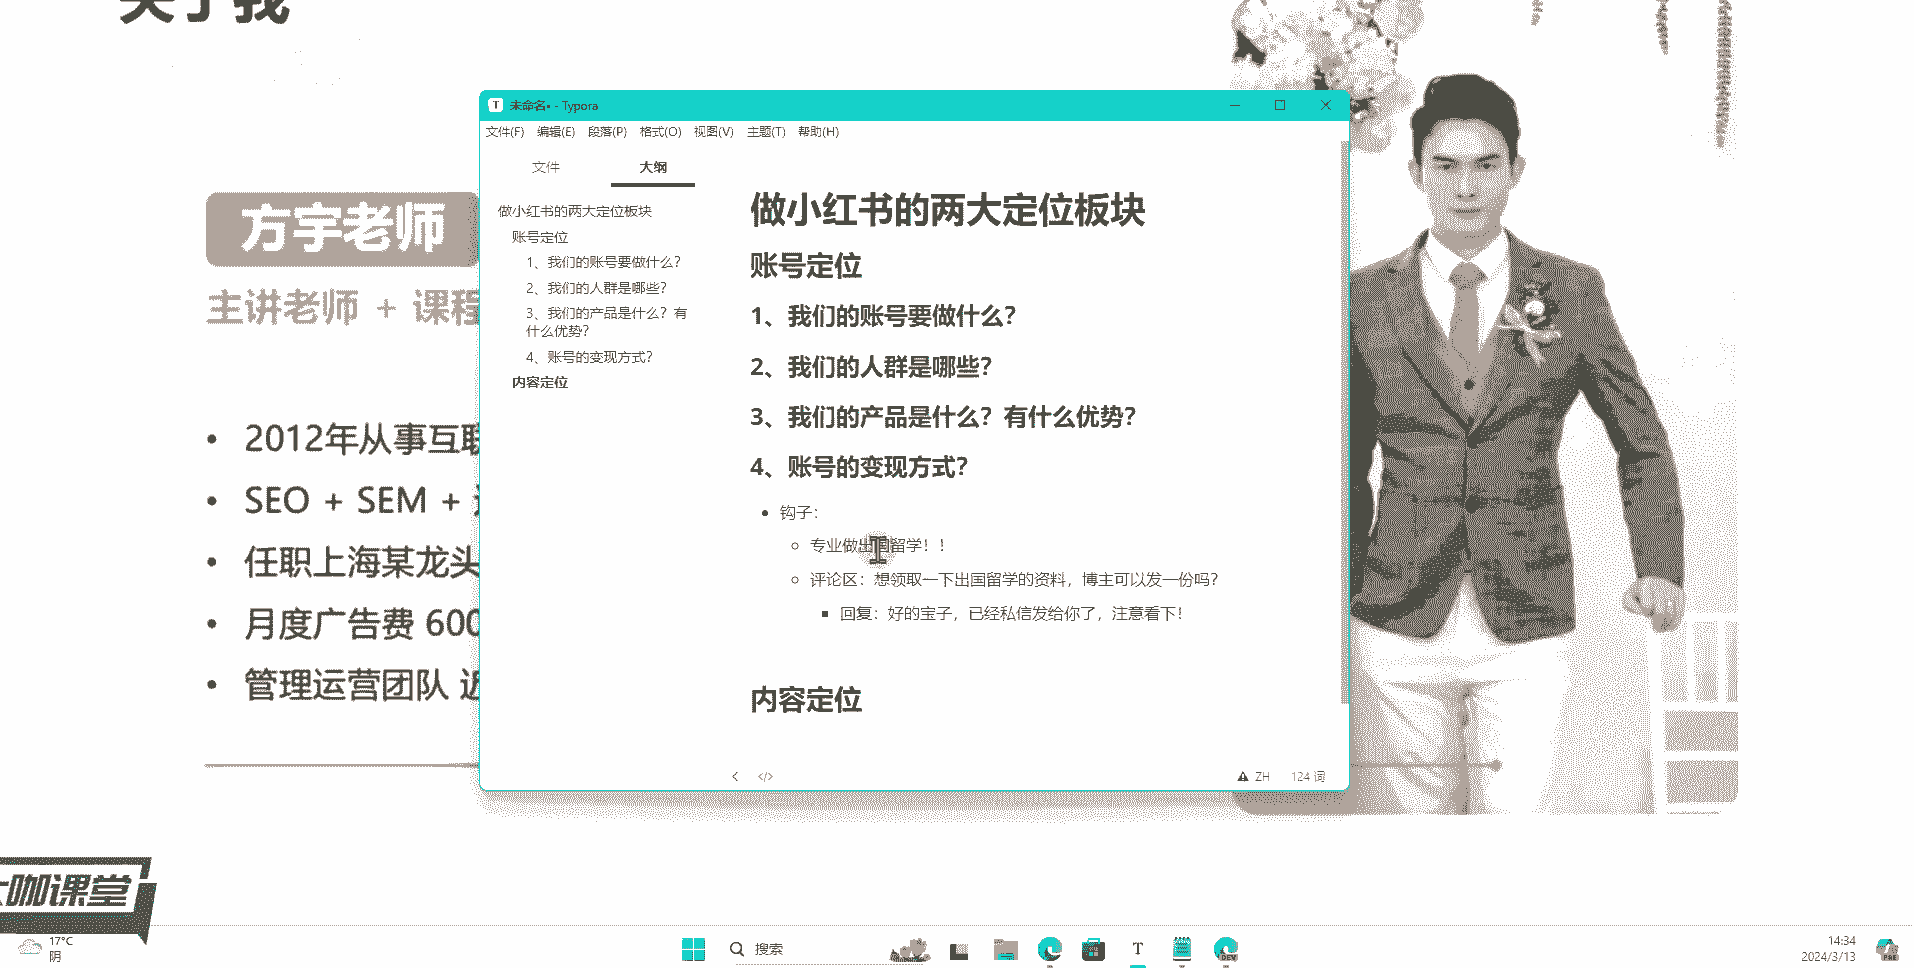 关于我
方宇老师
主讲老师 + 课程
• 2012年从事互联
• SEO + SEM +
• 任职上海某龙头
• 月度广告费 600
• 管理运营团队 近
未命名• - Typora
文件(F) 编辑(E) 段落(P) 格式(O) 视图(V) 主题(T) 帮助(H)
文件 大纲
做小红书的两大定位板块
账号定位
1、我们的账号要做什么？
2、我们的人群是哪些？
3、我们的产品是什么？有
什么优势？
4、账号的变现方式？
内容定位
做小红书的两大定位板块
账号定位
1、我们的账号要做什么？
2、我们的人群是哪些？
3、我们的产品是什么？有什么优势？
4、账号的变现方式？
• 钩子：
专业做出国留学！！
评论区：想领取一下出国留学的资料，博主可以发一份吗？
回复：好的宝子，已经私信发给你了，注意看下！
内容定位
ZH 124 词
咖课堂
17°C
阴
搜索
DEV
14:34
2024/3/13
PRE